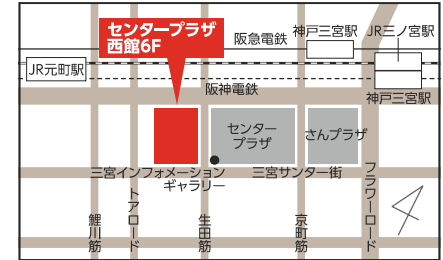 センタープラザ
西館6F
阪急電鉄
神戸三宮駅
JR三ノ宮駅
JR元町駅
阪神電鉄
神戸三宮駅
センター
プラザ
さんプラザ
三宮インフォメーション
ギャラリー
三宮サンター街
フラワーロード
トアロード
鯉川筋
生田筋
京町筋